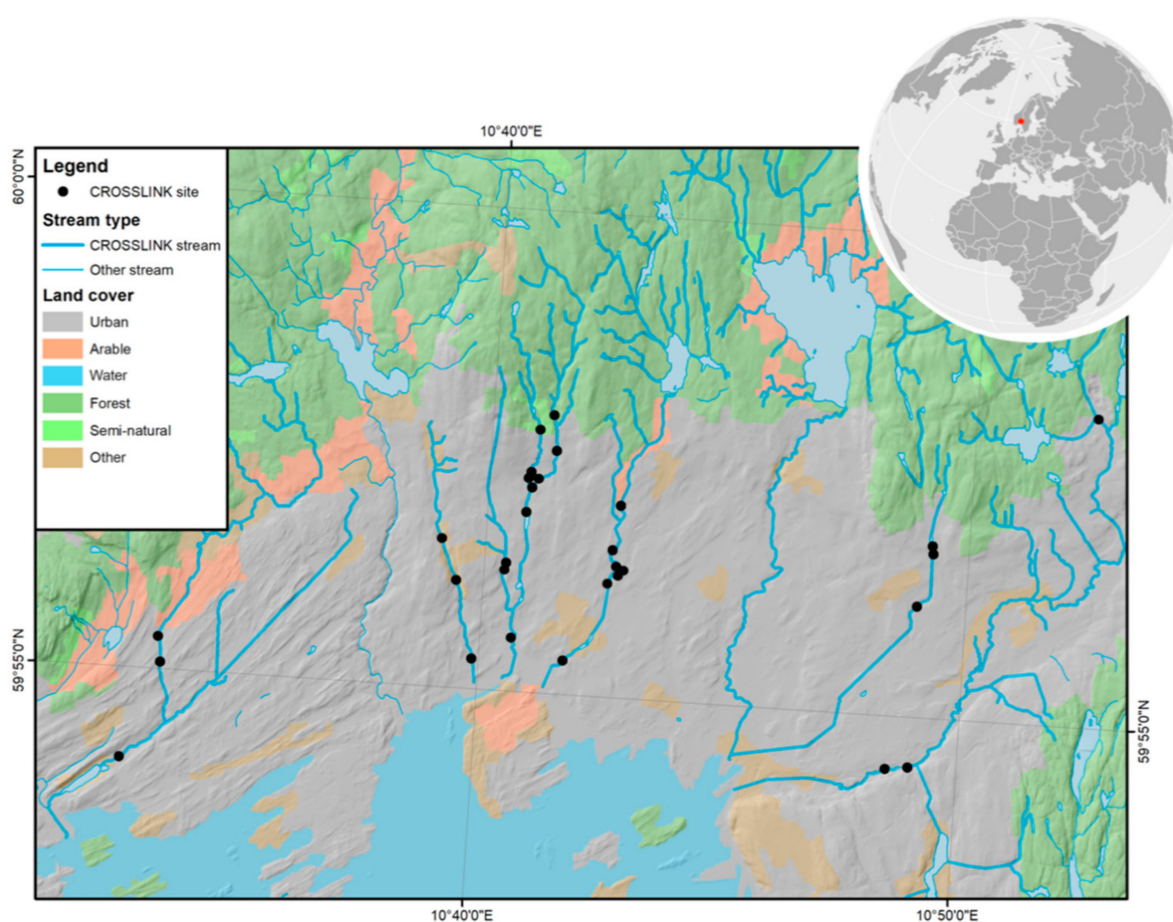 10°40'0"E
60°0'0"N
Legend
CROSSLINK site
Stream type
CROSSLINK stream
Other stream
Land cover
Urban
Arable
Water
Forest
Semi-natural
Other
59°55'0"N
59°55'0"N
10°40'0"E
10°50'0"E